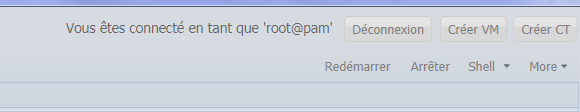 Vous êtes connecté en tant que 'root@pam' Déconnexion Créer VM Créer CT
Redémarrer Arrêter Shell More